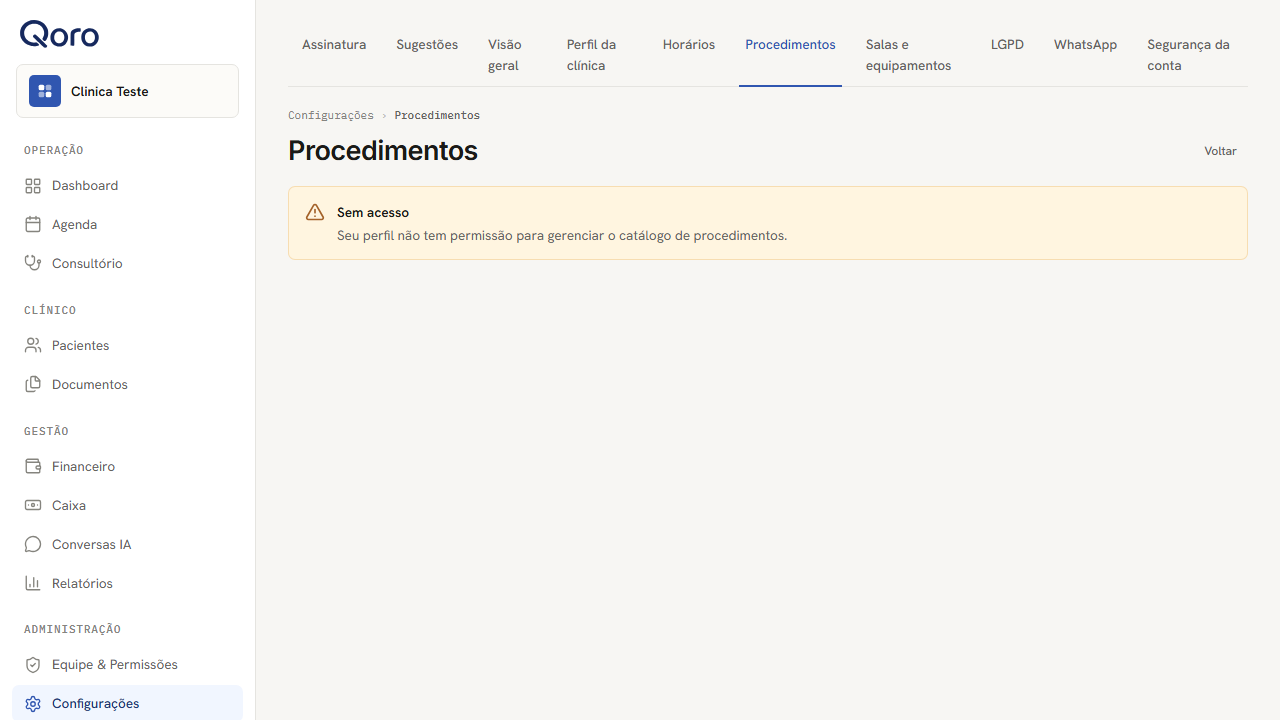 Qoro
Clinica Teste
OPERAÇÃO
Dashboard
Agenda
Consultório
CLÍNICO
Pacientes
Documentos
GESTÃO
Financeiro
Caixa
Conversas IA
Relatórios
ADMINISTRAÇÃO
Equipe & Permissões
Configurações
Assinatura
Sugestões
Visão
geral
Perfil da
clínica
Horários
Procedimentos
Salas e
equipamentos
LGPD
WhatsApp
Segurança da
conta
Configurações › Procedimentos
Procedimentos
Voltar
Sem acesso
Seu perfil não tem permissão para gerenciar o catálogo de procedimentos.